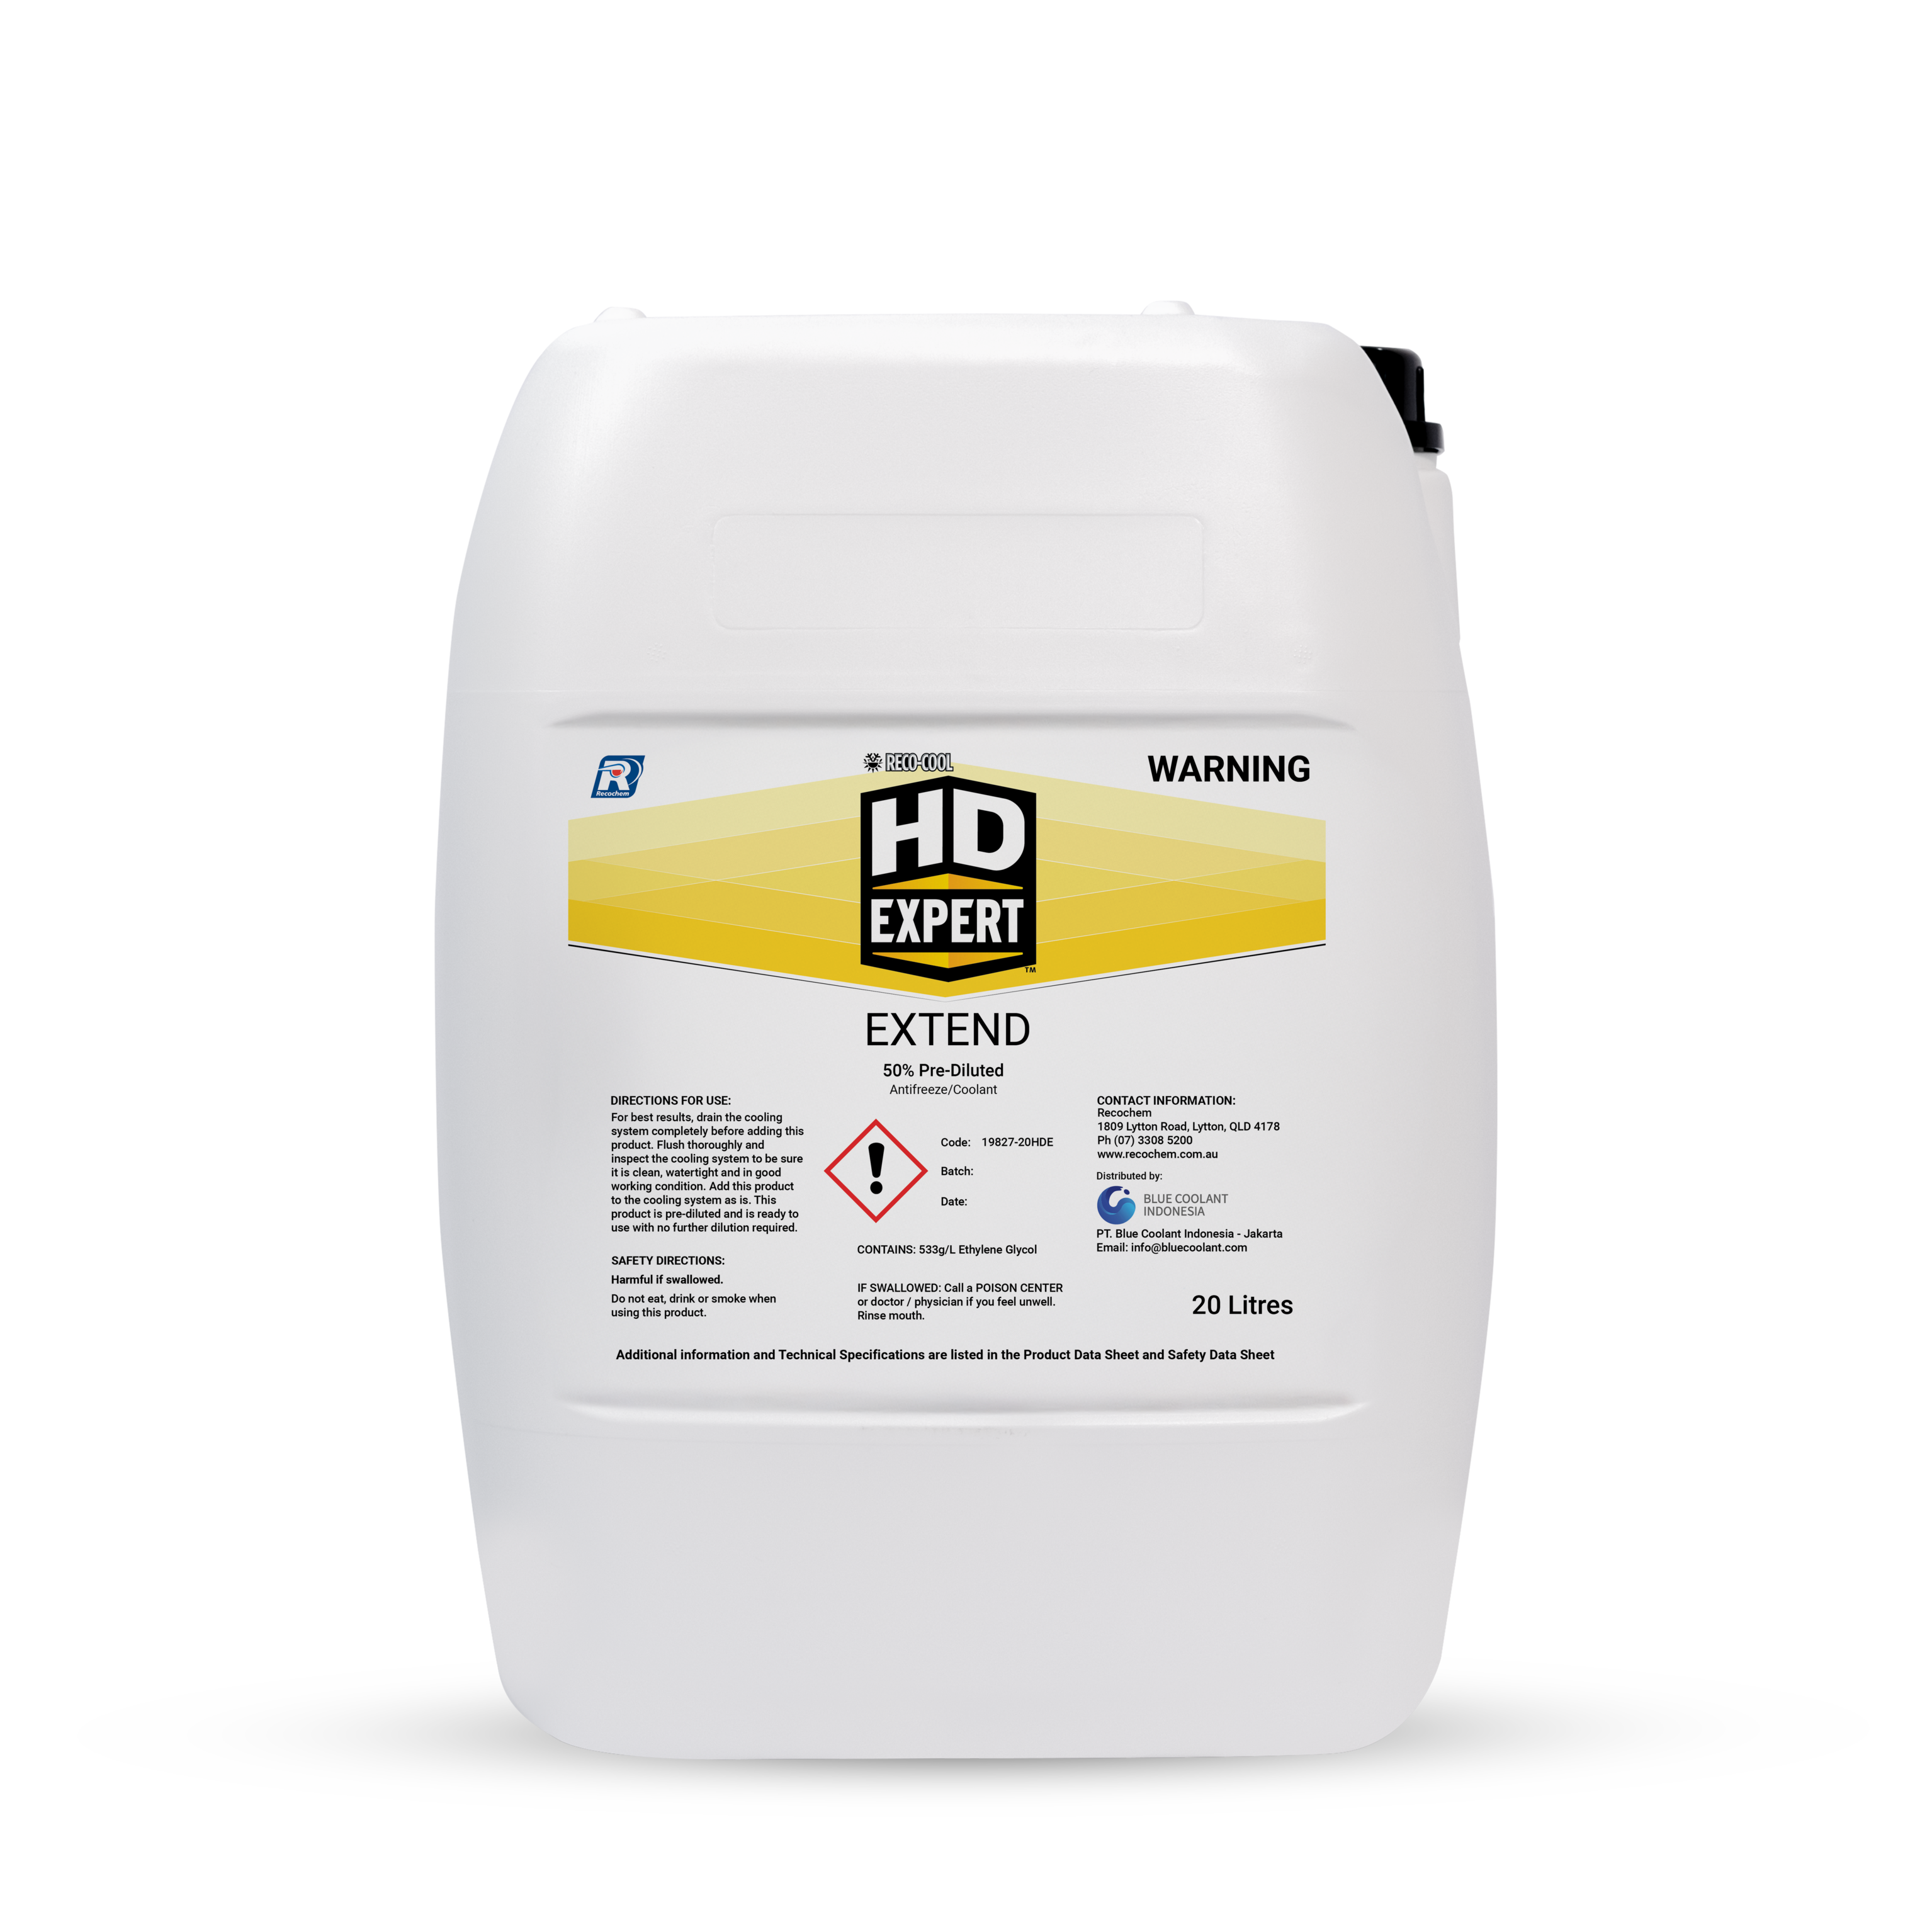 R
Recochem
RECO-COOL
WARNING
HD
EXPERT
TM
EXTEND
50% Pre-Diluted
Antifreeze/Coolant
DIRECTIONS FOR USE:
For best results, drain the cooling
system completely before adding this
product. Flush thoroughly and
inspect the cooling system to be sure
it is clean, watertight and in good
working condition. Add this product
to the cooling system as is. This
product is pre-diluted and is ready to
use with no further dilution required.
SAFETY DIRECTIONS:
Harmful if swallowed.
Do not eat, drink or smoke when
using this product.
Code: 19827-20HDE
Batch:
Date:
CONTAINS: 533g/L Ethylene Glycol
IF SWALLOWED: Call a POISON CENTER
or doctor / physician if you feel unwell.
Rinse mouth.
CONTACT INFORMATION:
Recochem
1809 Lytton Road, Lytton, QLD 4178
Ph (07) 3308 5200
www.recochem.com.au
Distributed by:
BLUE COOLANT
INDONESIA
PT. Blue Coolant Indonesia - Jakarta
Email: info@bluecoolant.com
20 Litres
Additional information and Technical Specifications are listed in the Product Data Sheet and Safety Data Sheet